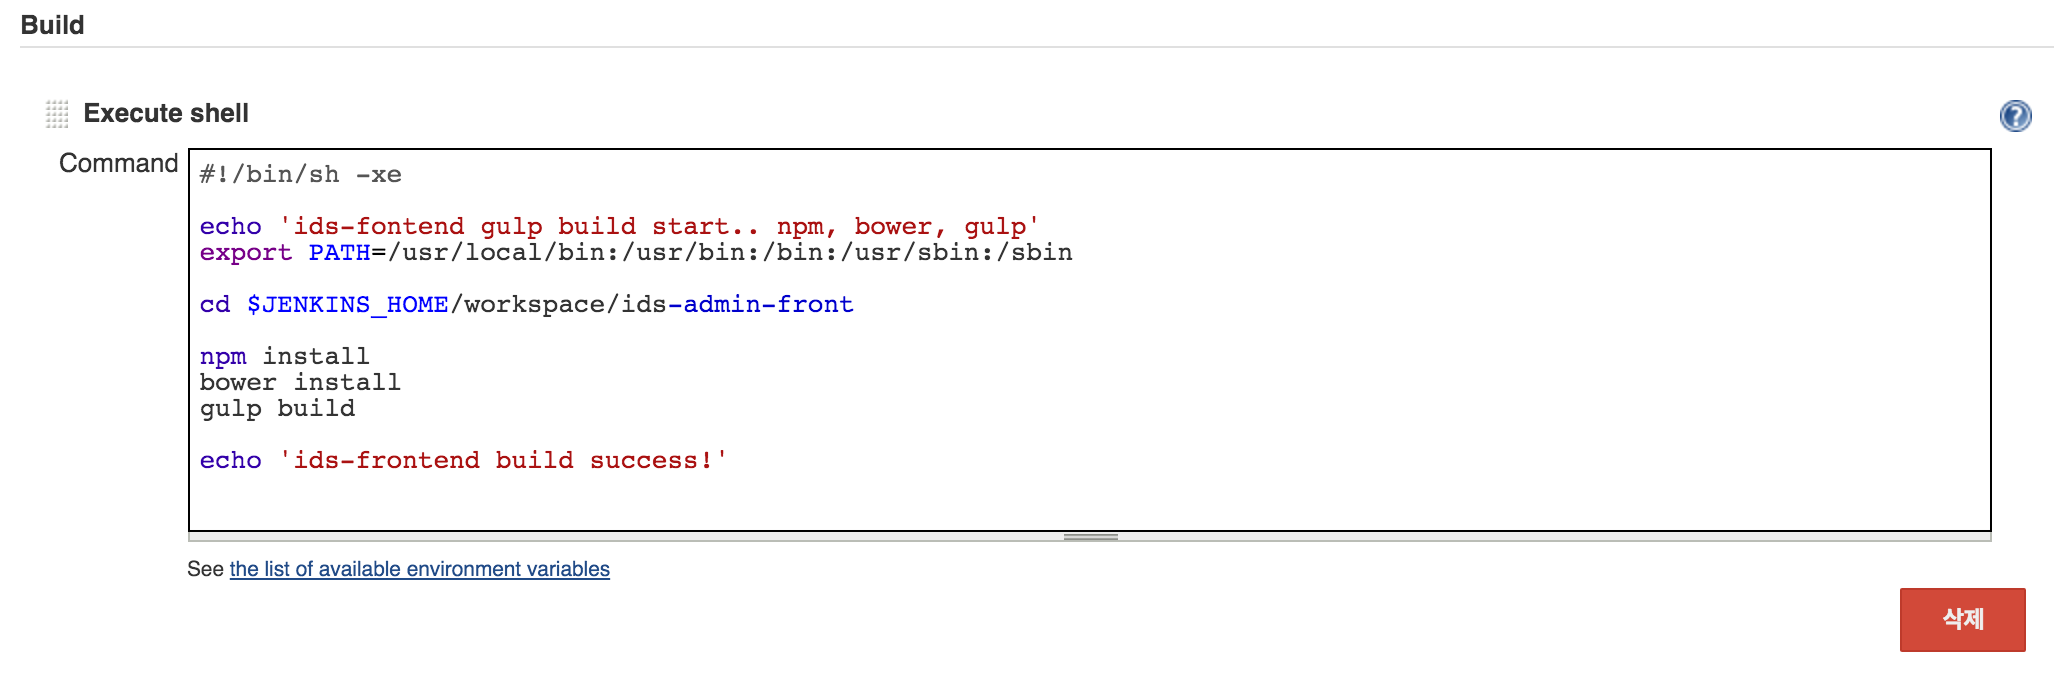 Build
Execute shell
?
Command
#!/bin/sh -xe
echo 'ids-fontend gulp build start.. npm, bower, gulp'
export PATH=/usr/local/bin:/usr/bin:/bin:/usr/sbin:/sbin
cd $JENKINS_HOME/workspace/ids-admin-front
npm install
bower install
gulp build
echo 'ids-frontend build success!'
See the list of available environment variables
삭제